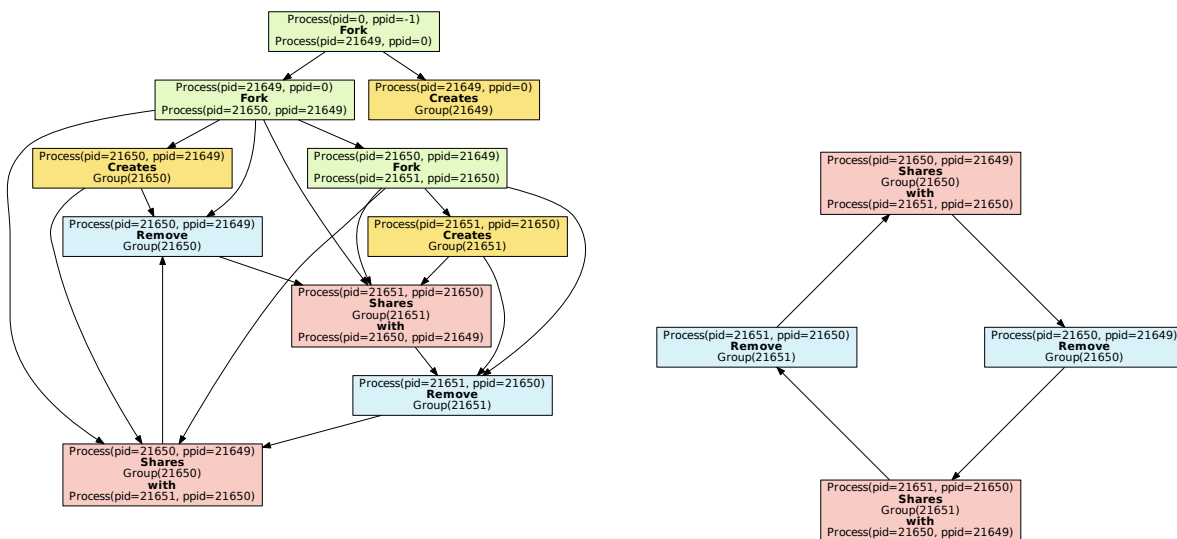 Process(pid=0, ppid=-1)
Fork
Process(pid=21649, ppid=0)
Process(pid=21649, ppid=0)
Fork
Process(pid=21650, ppid=21649)
Process(pid=21649, ppid=0)
Creates
Group(21649)
Process(pid=21650, ppid=21649)
Creates
Group(21650)
Process(pid=21650, ppid=21649)
Fork
Process(pid=21651, ppid=21650)
Process(pid=21650, ppid=21649)
Remove
Group(21650)
Process(pid=21651, ppid=21650)
Creates
Group(21651)
Process(pid=21651, ppid=21650)
Shares
Group(21651)
with
Process(pid=21650, ppid=21649)
Process(pid=21651, ppid=21650)
Remove
Group(21651)
Process(pid=21650, ppid=21649)
Shares
Group(21650)
with
Process(pid=21651, ppid=21650)
Process(pid=21650, ppid=21649)
Shares
Group(21650)
with
Process(pid=21651, ppid=21650)
Process(pid=21651, ppid=21650)
Remove
Group(21651)
Process(pid=21650, ppid=21649)
Remove
Group(21650)
Process(pid=21651, ppid=21650)
Shares
Group(21651)
with
Process(pid=21650, ppid=21649)